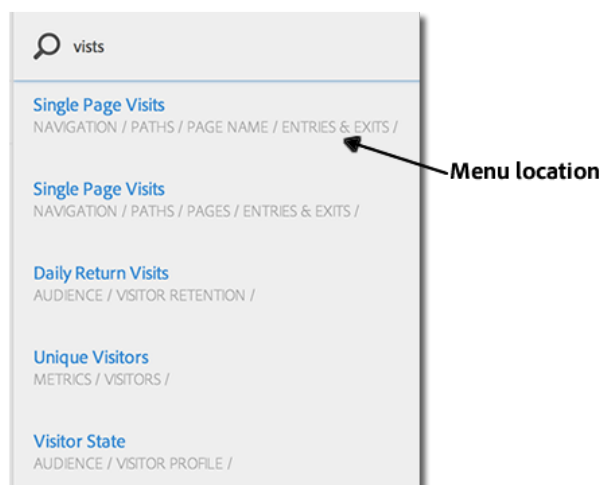 vists
Single Page Visits
NAVIGATION / PATHS / PAGE NAME / ENTRIES & EXITS /
Menu location
Single Page Visits
NAVIGATION / PATHS / PAGES / ENTRIES & EXITS /
Daily Return Visits
AUDIENCE / VISITOR RETENTION /
Unique Visitors
METRICS / VISITORS /
Visitor State
AUDIENCE / VISITOR PROFILE /